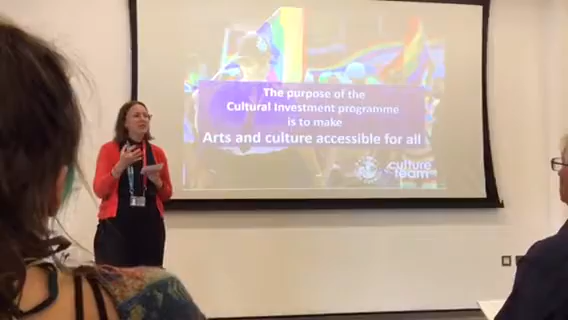 The purpose of the
Cultural Investment programme
is to make
Arts and culture accessible for all
culture
team